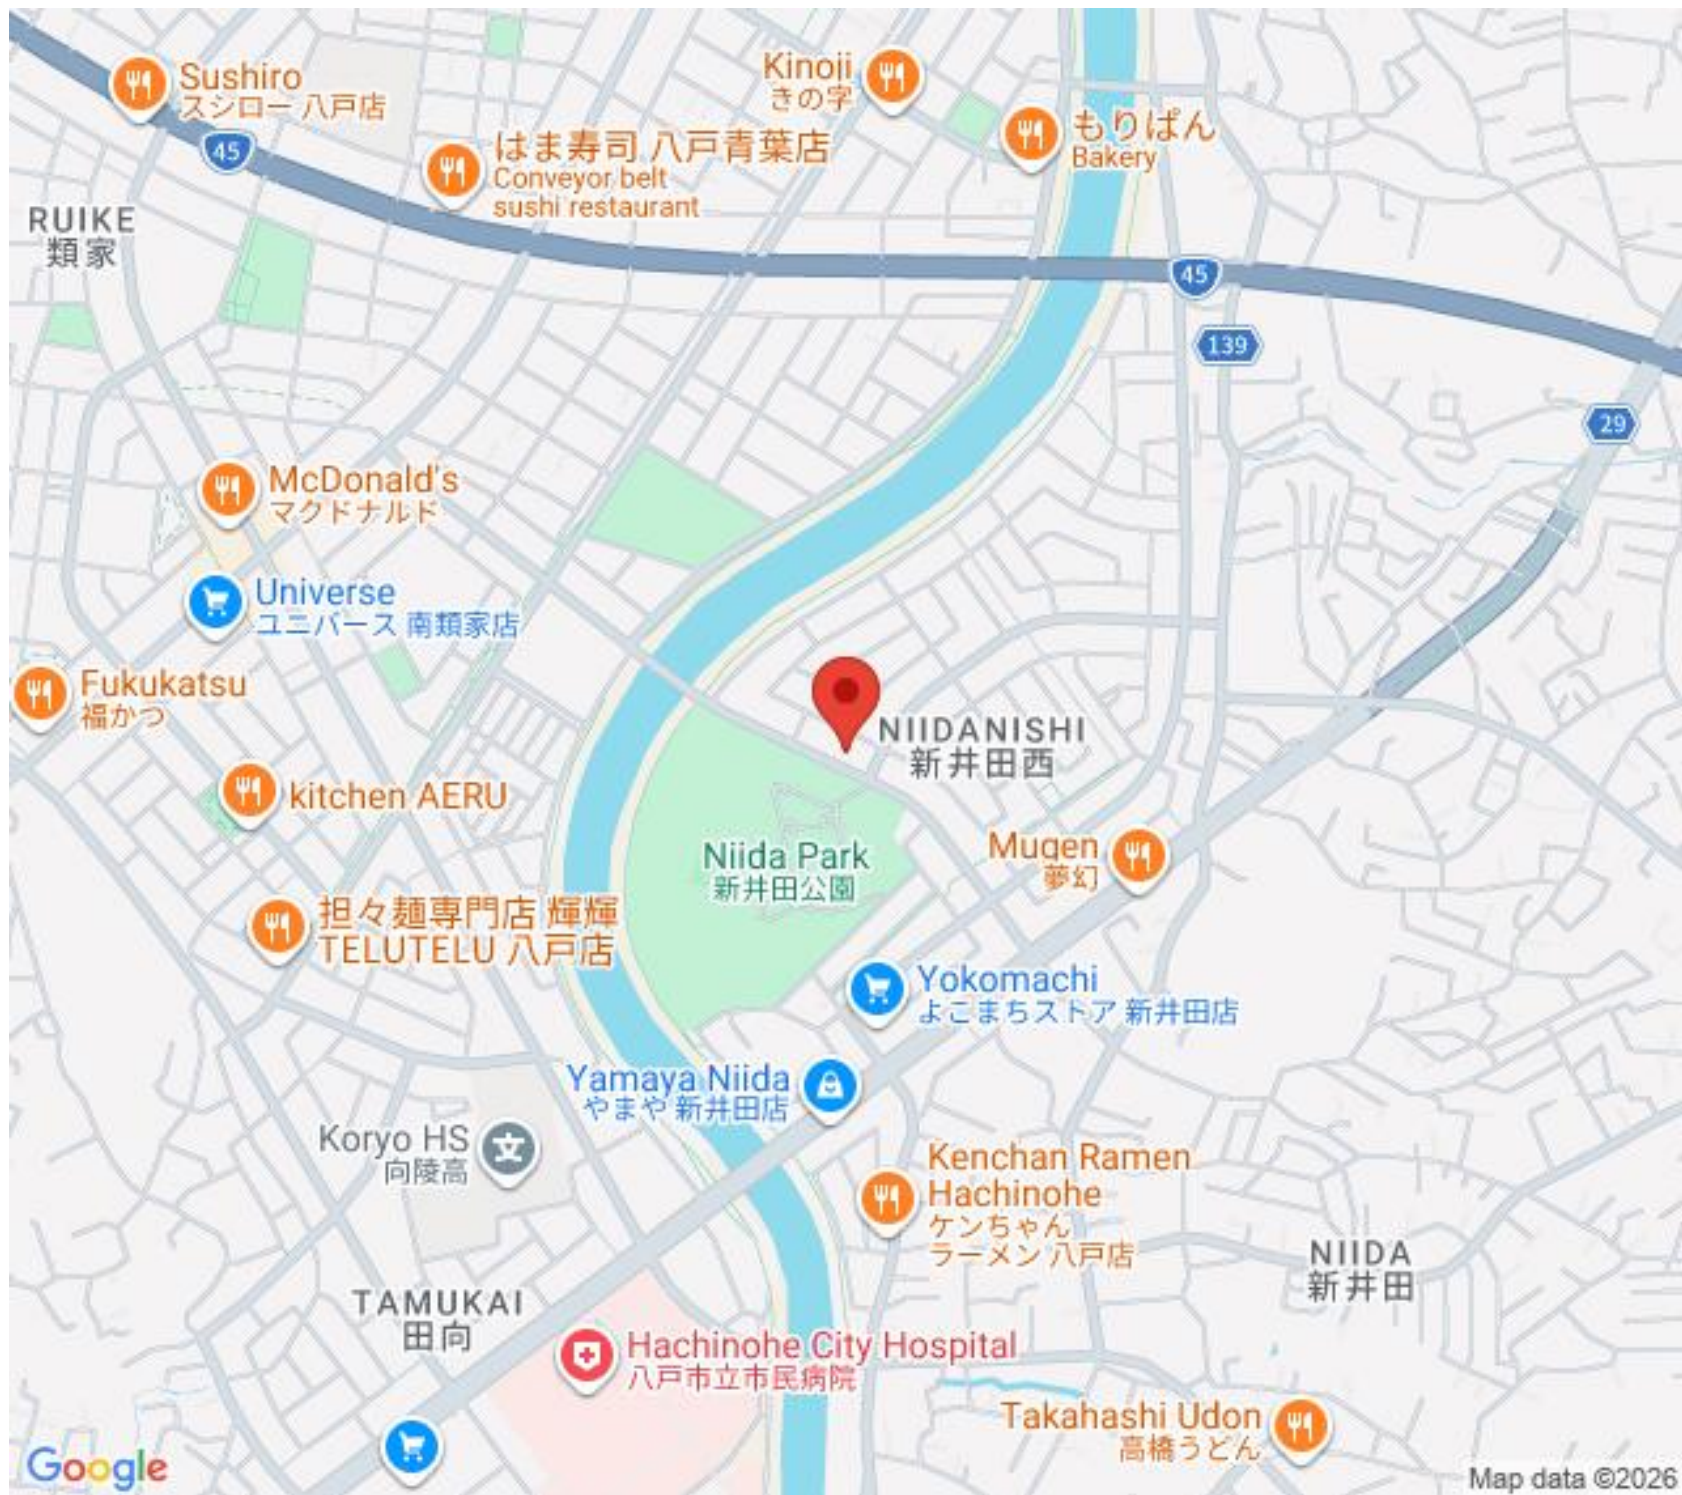 Sushiro
スシロー 八戸店
45
Kinoji
きの字
もりぱん
Bakery
はま寿司 八戸青葉店
Conveyor belt
sushi restaurant
RUIKE
類家
45
139
29
McDonald's
マクドナルド
Universe
ユニバース 南類家店
Fukukatsu
福かつ
NIIDANISHI
新井田西
kitchen AERU
Niida Park
新井田公園
Mugen
夢幻
担々麺専門店 輝輝
TELUTELU 八戸店
Yokomachi
よこまちストア 新井田店
Yamaya Niida
やまや 新井田店
Koryo HS
向陵高
文
Kenchan Ramen
Hachinohe
ケンちゃん
ラーメン 八戸店
NIIDA
新井田
TAMUKAI
田向
Hachinohe City Hospital
八戸市立市民病院
Takahashi Udon
高橋うどん
Google
Map data ©2026